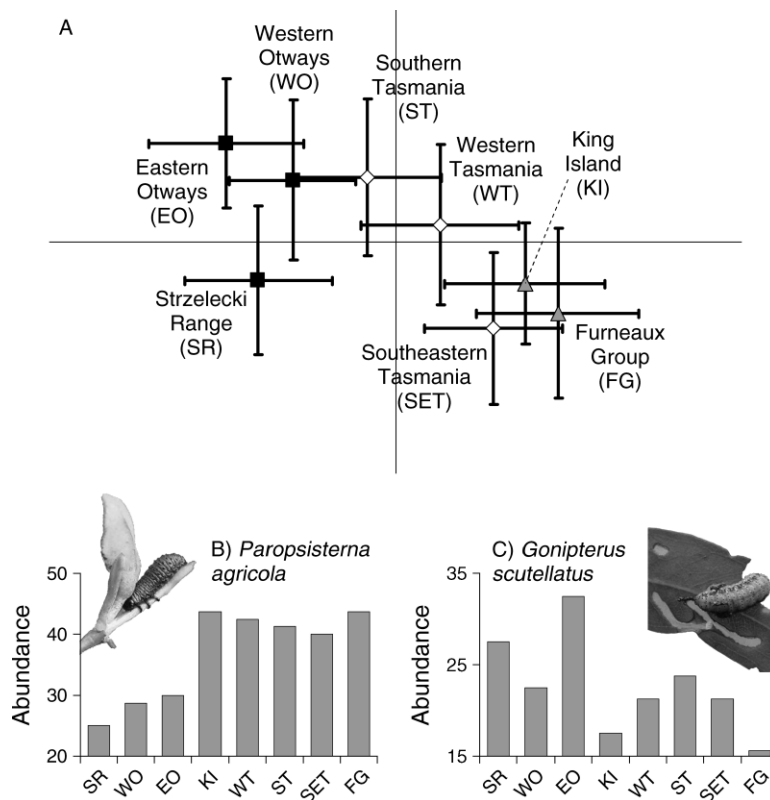 A
Western
Otways
(WO)
Southern
Tasmania
(ST)
Eastern
Otways
(EO)
Western
Tasmania
(WT)
King
Island
(KI)
Strzelecki
Range
(SR)
Southeastern
Tasmania
(SET)
Furneaux
Group
(FG)
B) Paropsisterna
agricola
Abundance
50
40
30
20
SR
WO
EO
KI
WT
ST
SET
FG
C) Gonipterus
scutellatus
Abundance
35
25
15
SR
WO
EO
KI
WT
ST
SET
FG